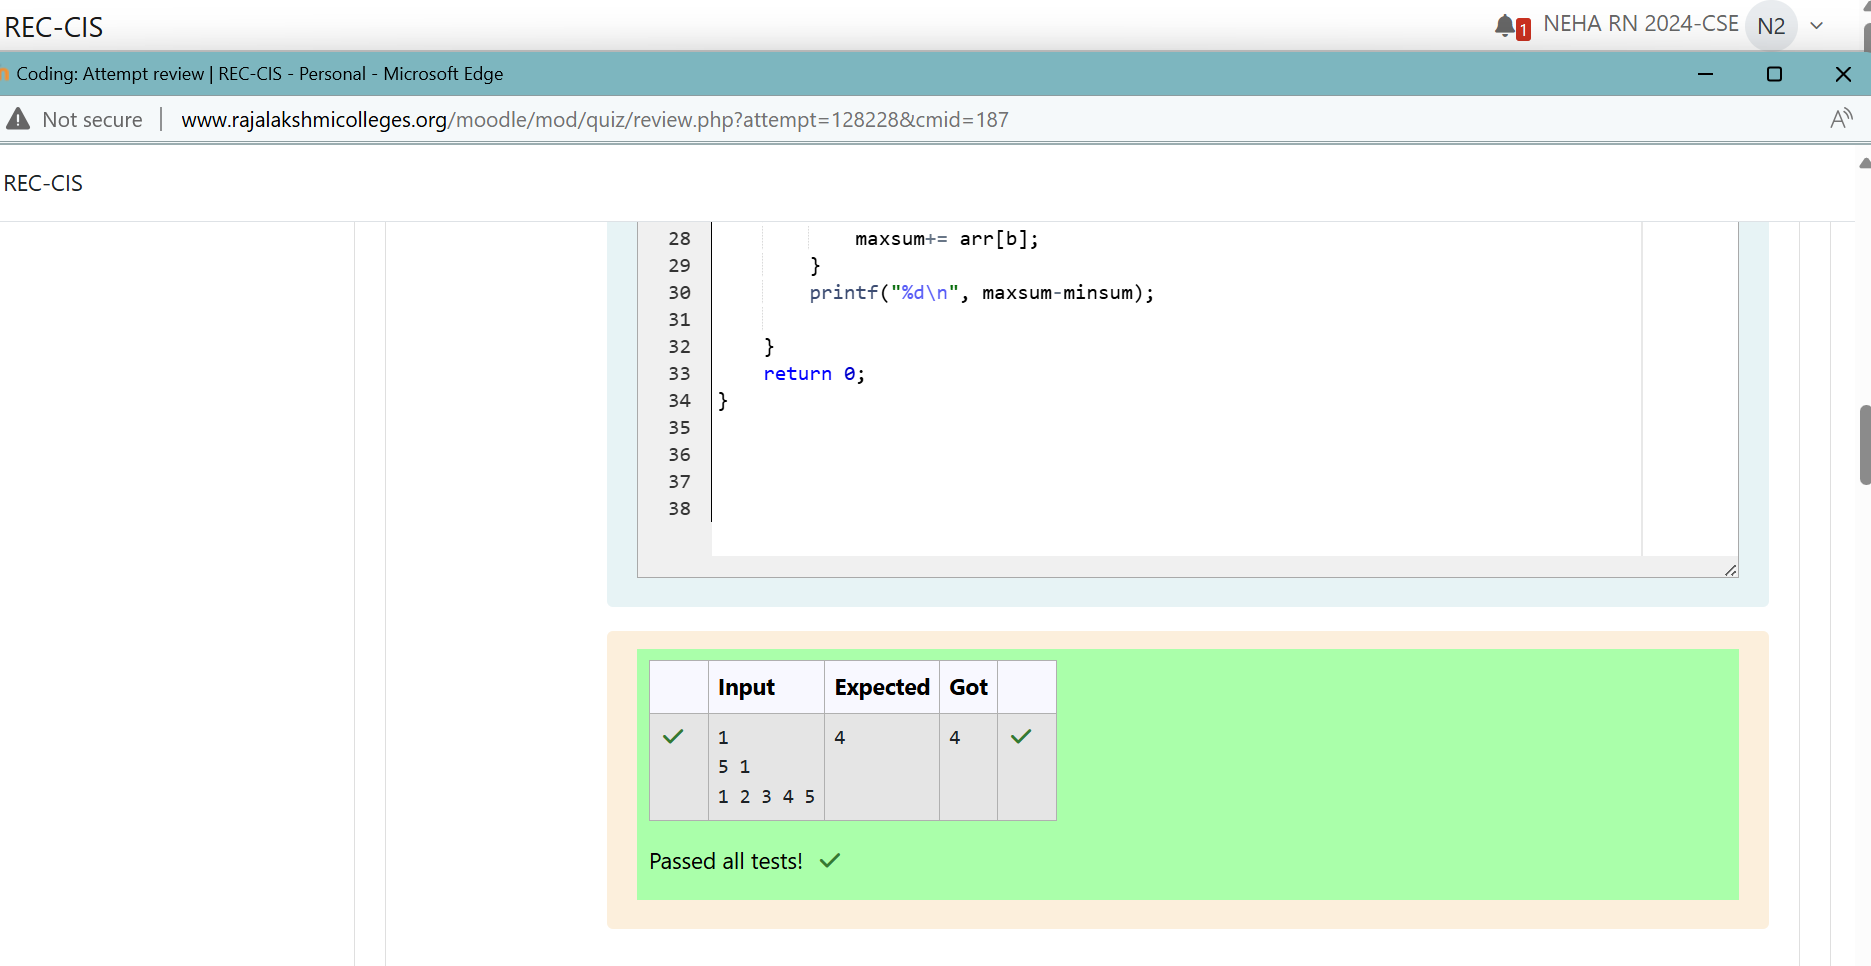 REC-CIS
1 NEHA RN 2024-CSE N2
Coding: Attempt review | REC-CIS - Personal - Microsoft Edge
Not secure | www.rajalakshmicolleges.org/moodle/mod/quiz/review.php?attempt=128228&cmid=187
REC-CIS
28 maxsum+= arr[b];
29 }
30 printf("%d\n", maxsum-minsum);
31
32 }
33 return 0;
34 }
35
36
37
38
Input Expected Got
1 4 4
5 1
1 2 3 4 5
Passed all tests!